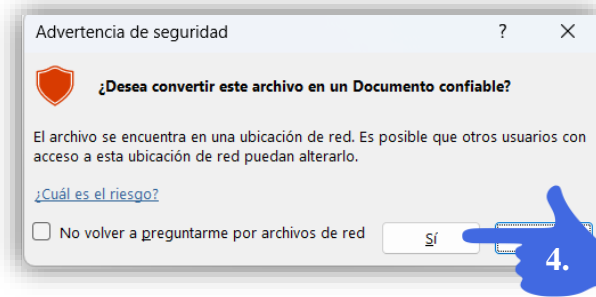 Advertencia de seguridad
?
¿Desea convertir este archivo en un Documento confiable?
El archivo se encuentra en una ubicación de red. Es posible que otros usuarios con
acceso a esta ubicación de red puedan alterarlo.
¿Cuál es el riesgo?
No volver a preguntarme por archivos de red
Sí
4.